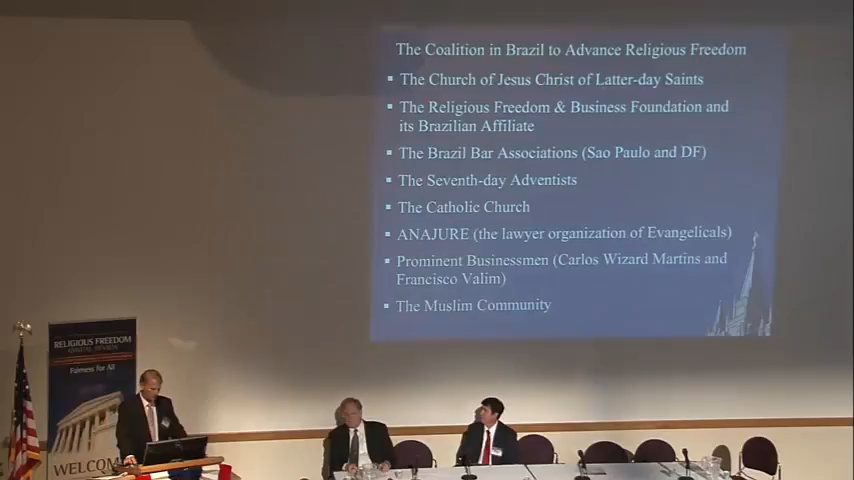 The Coalition in Brazil to Advance Religious Freedom
▪ The Church of Jesus Christ of Latter-day Saints
▪ The Religious Freedom & Business Foundation and
its Brazilian Affiliate
▪ The Brazil Bar Associations (Sao Paulo and DF)
▪ The Seventh-day Adventists
▪ The Catholic Church
▪ ANAJURE (the lawyer organization of Evangelicals)
▪ Prominent Businessmen (Carlos Wizard Martins and
Francisco Valim)
▪ The Muslim Community
RELIGIOUS FREEDOM
ANNUAL REVIEW
Fairness for All
WELCOM